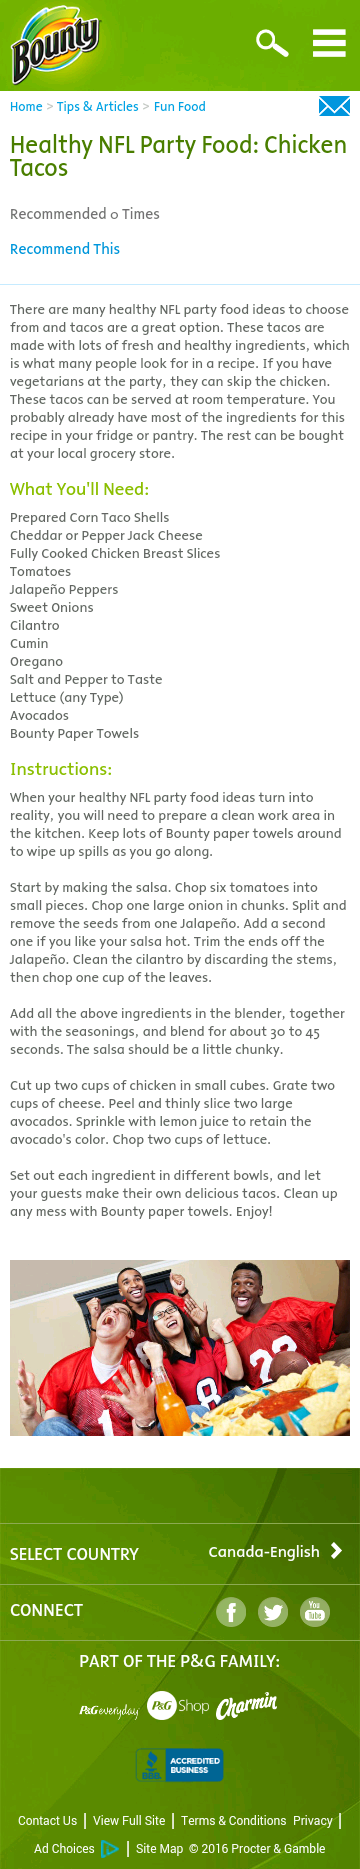 Bounty
Home > Tips & Articles > Fun Food
Healthy NFL Party Food: Chicken
Tacos
Recommended 0 Times
Recommend This
There are many healthy NFL party food ideas to choose
from and tacos are a great option. These tacos are
made with lots of fresh and healthy ingredients, which
is what many people look for in a recipe. If you have
vegetarians at the party, they can skip the chicken.
These tacos can be served at room temperature. You
probably already have most of the ingredients for this
recipe in your fridge or pantry. The rest can be bought
at your local grocery store.
What You'll Need:
Prepared Corn Taco Shells
Cheddar or Pepper Jack Cheese
Fully Cooked Chicken Breast Slices
Tomatoes
Jalapeño Peppers
Sweet Onions
Cilantro
Cumin
Oregano
Salt and Pepper to Taste
Lettuce (any Type)
Avocados
Bounty Paper Towels
Instructions:
When your healthy NFL party food ideas turn into
reality, you will need to prepare a clean work area in
the kitchen. Keep lots of Bounty paper towels around
to wipe up spills as you go along.
Start by making the salsa. Chop six tomatoes into
small pieces. Chop one large onion in chunks. Split and
remove the seeds from one Jalapeño. Add a second
one if you like your salsa hot. Trim the ends off the
Jalapeño. Clean the cilantro by discarding the stems,
then chop one cup of the leaves.
Add all the above ingredients in the blender, together
with the seasonings, and blend for about 30 to 45
seconds. The salsa should be a little chunky.
Cut up two cups of chicken in small cubes. Grate two
cups of cheese. Peel and thinly slice two large
avocados. Sprinkle with lemon juice to retain the
avocado's color. Chop two cups of lettuce.
Set out each ingredient in different bowls, and let
your guests make their own delicious tacos. Clean up
any mess with Bounty paper towels. Enjoy!
8 22
SELECT COUNTRY Canada-English
CONNECT f You Tube
PART OF THE P&G FAMILY:
P&G everyday P&G Shop Charmin
BBB ACCREDITED
BUSINESS
Contact Us | View Full Site | Terms & Conditions Privacy |
Ad Choices | Site Map © 2016 Procter & Gamble